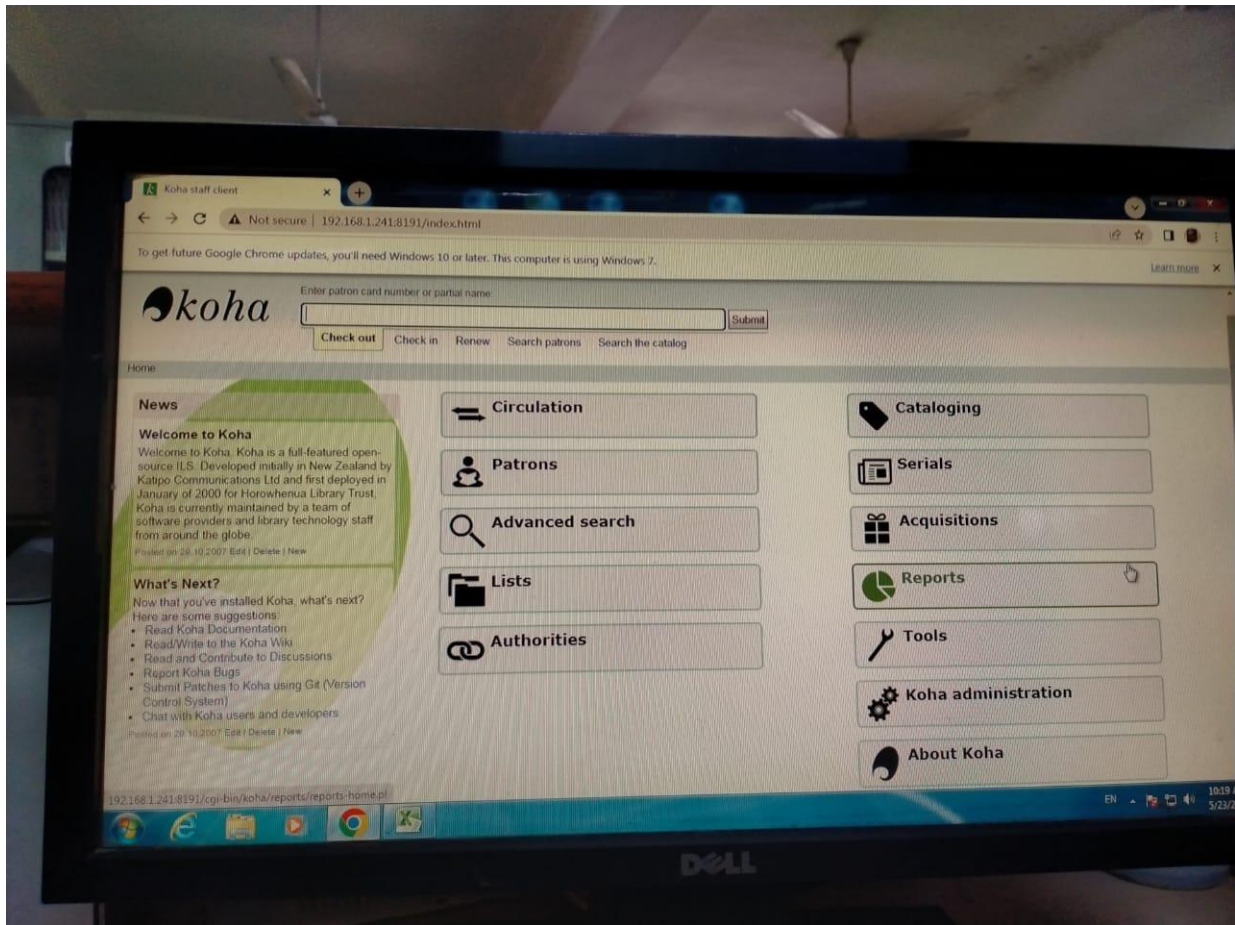 Koha staff client
Not secure | 192.168.1.241:8191/index.html
To get future Google Chrome updates, you'll need Windows 10 or later. This computer is using Windows 7.
Learn more
koha
Enter patron card number or partial name
Submit
Check out Check in Renew Search patrons Search the catalog
Home
News
Welcome to Koha
Welcome to Koha. Koha is a full-featured open-
source ILS. Developed initially in New Zealand by
Katipo Communications Ltd and first deployed in
January of 2000 for Horowhenua Library Trust,
Koha is currently maintained by a team of
software providers and library technology staff
from around the globe.
Posted on 29.10.2007 Edit | Delete | New
What's Next?
Now that you've installed Koha, what's next?
Here are some suggestions:
• Read Koha Documentation
• Read/Write to the Koha Wiki
• Read and Contribute to Discussions
• Report Koha Bugs
• Submit Patches to Koha using Git (Version
Control System)
• Chat with Koha users and developers
Posted on 29.10.2007 Edit | Delete | New
Circulation
Patrons
Advanced search
Lists
Authorities
Cataloging
Serials
Acquisitions
Reports
Tools
Koha administration
About Koha
192.168.1.241:8191/cgi-bin/koha/reports/reports-home.pl
EN
10:19
5/23/2
DELL